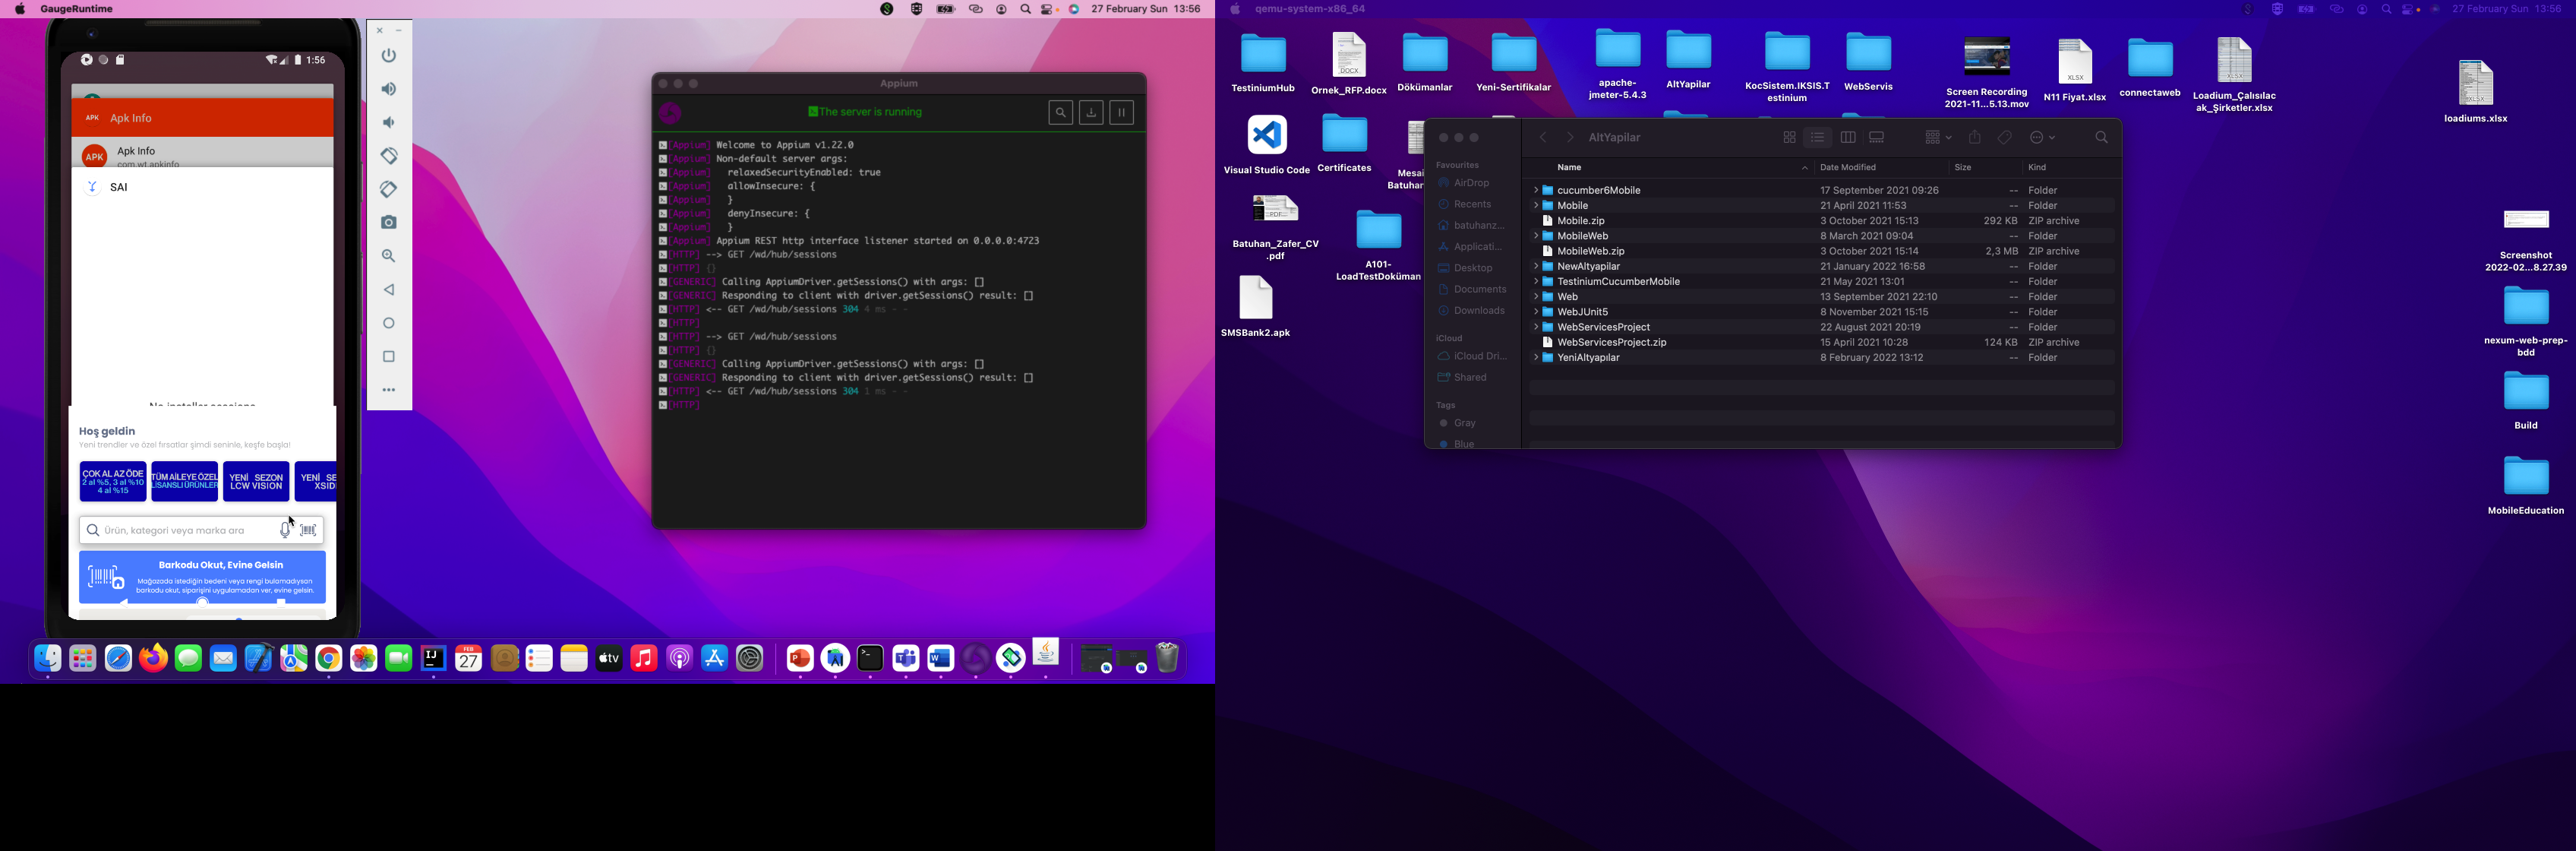 GaugeRuntime
27 February Sun 13:56
1:56
APK Apk Info
APK
Apk Info
com.wt.apkinfo
SAI
No installer sessions
Hoş geldin
Yeni trendler ve özel fırsatlar şimdi seninle, keşfe başla!
ÇOK AL AZ ÖDE
2 al %5, 3 al %10
4 al %15
TÜM AİLEYE ÖZEL
LİSANSLI ÜRÜNLER
YENİ SEZON
LCW VISION
YENİ SE
XSID
Ürün, kategori veya marka ara
Barkodu Okut, Evine Gelsin
Mağazada istediğin bedeni veya rengi bulamadıysan
barkodu okut, siparişini uygulamadan ver, evine gelsin.
Appium
The server is running
[Appium] Welcome to Appium v1.22.0
[Appium] Non-default server args:
[Appium] relaxedSecurityEnabled: true
[Appium] allowInsecure: {
[Appium] }
[Appium] denyInsecure: {
[Appium] }
[Appium] Appium REST http interface listener started on 0.0.0.0:4723
[HTTP] --> GET /wd/hub/sessions
[HTTP] {}
[GENERIC] Calling AppiumDriver.getSessions() with args: []
[GENERIC] Responding to client with driver.getSessions() result: []
[HTTP] <-- GET /wd/hub/sessions 304 4 ms - -
[HTTP]
[HTTP] --> GET /wd/hub/sessions
[HTTP] {}
[GENERIC] Calling AppiumDriver.getSessions() with args: []
[GENERIC] Responding to client with driver.getSessions() result: []
[HTTP] <-- GET /wd/hub/sessions 304 1 ms - -
[HTTP]
IJ
FEB
27
tv
qemu-system-x86_64
27 February Sun 13:56
TestiniumHub
DOCX
Ornek_RFP.docx
Dökümanlar
Yeni-Sertifikalar
apache-
jmeter-5.4.3
AltYapilar
KocSistem.IKSIS.T
estinium
WebServis
Screen Recording
2021-11...5.13.mov
XLSX
N11 Fiyat.xlsx
connectaweb
XLSX
Loadium_Çalısılac
ak_Şirketler.xlsx
XLSX
loadiums.xlsx
Visual Studio Code
Certificates
Mesai
Batuhan
PDF
Batuhan_Zafer_CV
.pdf
A101-
LoadTestDoküman
SMSBank2.apk
Screenshot
2022-02...8.27.39
nexum-web-prep-
bdd
Build
MobileEducation
AltYapilar
Favourites
AirDrop
Recents
batuhanz...
Applicati...
Desktop
Documents
Downloads
iCloud
iCloud Dri...
Shared
Tags
Gray
Blue
Name Date Modified Size Kind
cucumber6Mobile 17 September 2021 09:26 -- Folder
Mobile 21 April 2021 11:53 -- Folder
Mobile.zip 3 October 2021 15:13 292 KB ZIP archive
MobileWeb 8 March 2021 09:04 -- Folder
MobileWeb.zip 3 October 2021 15:14 2,3 MB ZIP archive
NewAltyapilar 21 January 2022 16:58 -- Folder
TestiniumCucumberMobile 21 May 2021 13:01 -- Folder
Web 13 September 2021 22:10 -- Folder
WebJUnit5 8 November 2021 15:15 -- Folder
WebServicesProject 22 August 2021 20:19 -- Folder
WebServicesProject.zip 15 April 2021 10:28 124 KB ZIP archive
YeniAltyapılar 8 February 2022 13:12 -- Folder